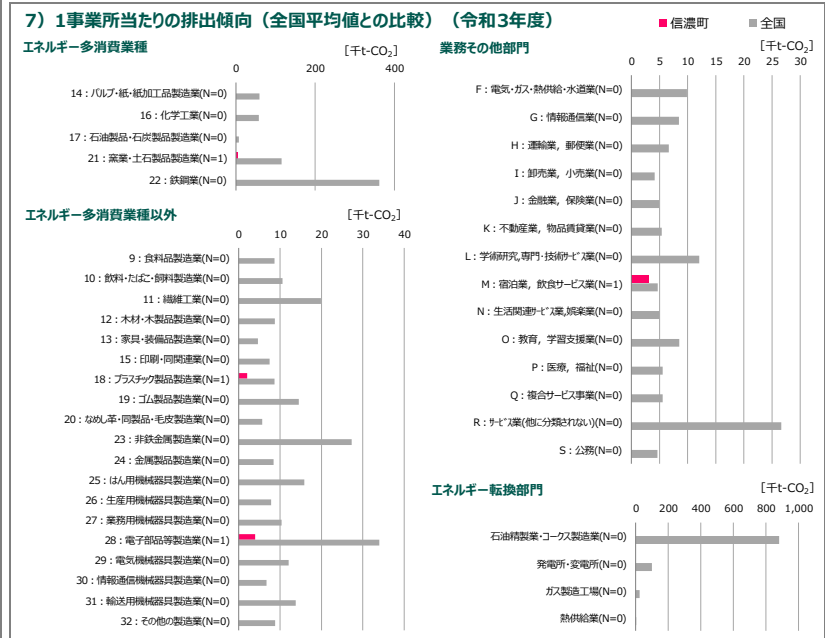 7）1事業所当たりの排出傾向（全国平均値との比較）（令和3年度）
■信濃町 ■全国
エネルギー多消費業種
[千t-CO₂]
0 200 400
14：パルプ・紙・紙加工品製造業(N=0)
16：化学工業(N=0)
17：石油製品・石炭製品製造業(N=0)
21：窯業・土石製品製造業(N=1)
22：鉄鋼業(N=0)
エネルギー多消費業種以外
[千t-CO₂]
0 10 20 30 40
9：食料品製造業(N=0)
10：飲料・たばこ・飼料製造業(N=0)
11：繊維工業(N=0)
12：木材・木製品製造業(N=0)
13：家具・装備品製造業(N=0)
15：印刷・同関連業(N=0)
18：プラスチック製品製造業(N=1)
19：ゴム製品製造業(N=0)
20：なめし革・同製品・毛皮製造業(N=0)
23：非鉄金属製造業(N=0)
24：金属製品製造業(N=0)
25：はん用機械器具製造業(N=0)
26：生産用機械器具製造業(N=0)
27：業務用機械器具製造業(N=0)
28：電子部品等製造業(N=1)
29：電気機械器具製造業(N=0)
30：情報通信機械器具製造業(N=0)
31：輸送用機械器具製造業(N=0)
32：その他の製造業(N=0)
業務その他部門
[千t-CO₂]
0 5 10 15 20 25 30
F：電気・ガス・熱供給・水道業(N=0)
G：情報通信業(N=0)
H：運輸業，郵便業(N=0)
I：卸売業，小売業(N=0)
J：金融業，保険業(N=0)
K：不動産業，物品賃貸業(N=0)
L：学術研究,専門・技術ｻｰﾋﾞｽ業(N=0)
M：宿泊業，飲食サービス業(N=1)
N：生活関連ｻｰﾋﾞｽ業,娯楽業(N=0)
O：教育，学習支援業(N=0)
P：医療，福祉(N=0)
Q：複合サービス事業(N=0)
R：ｻｰﾋﾞｽ業(他に分類されない)(N=0)
S：公務(N=0)
エネルギー転換部門
[千t-CO₂]
0 200 400 600 800 1,000
石油精製業・コークス製造業(N=0)
発電所・変電所(N=0)
ガス製造工場(N=0)
熱供給業(N=0)